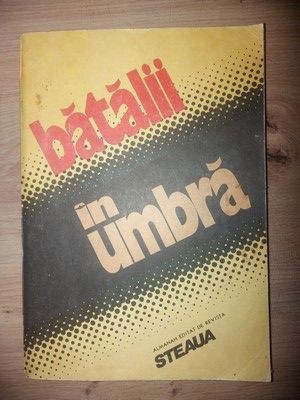 bătălii
în
umbră
ALMANAH EDITAT DE REVISTA
STEAUA